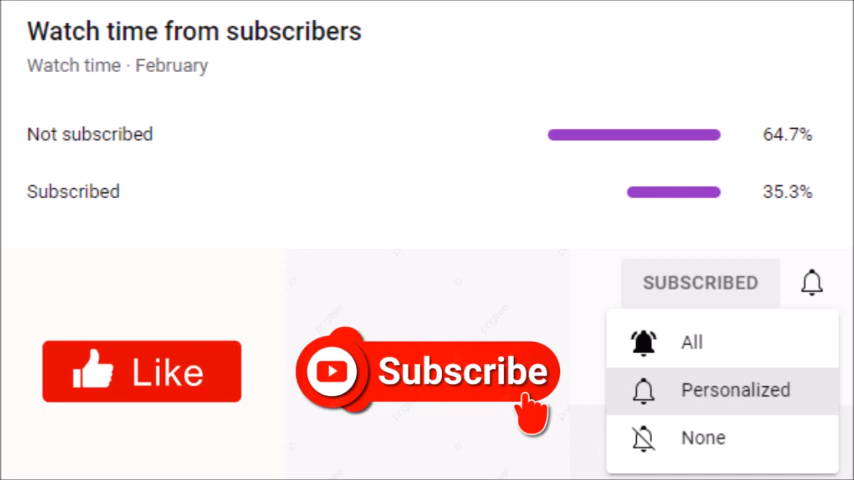 Watch time from subscribers
Watch time · February
Not subscribed 64.7%
Subscribed 35.3%
SUBSCRIBED
Like
Subscribe
All
Personalized
None